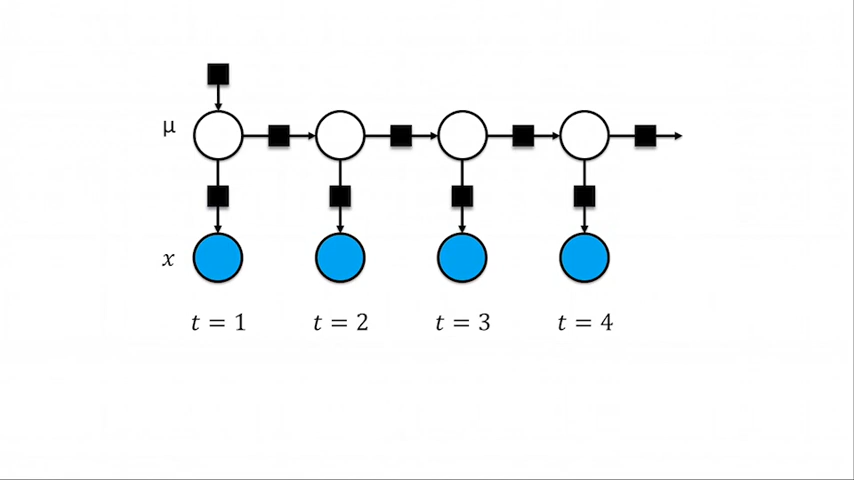 μ
x
t = 1
t = 2
t = 3
t = 4